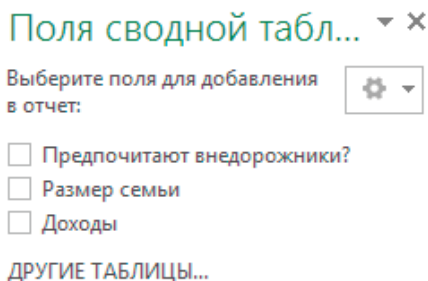 Поля сводной табл...
Выберите поля для добавления
в отчет:
Предпочитают внедорожники?
Размер семьи
Доходы
ДРУГИЕ ТАБЛИЦЫ...